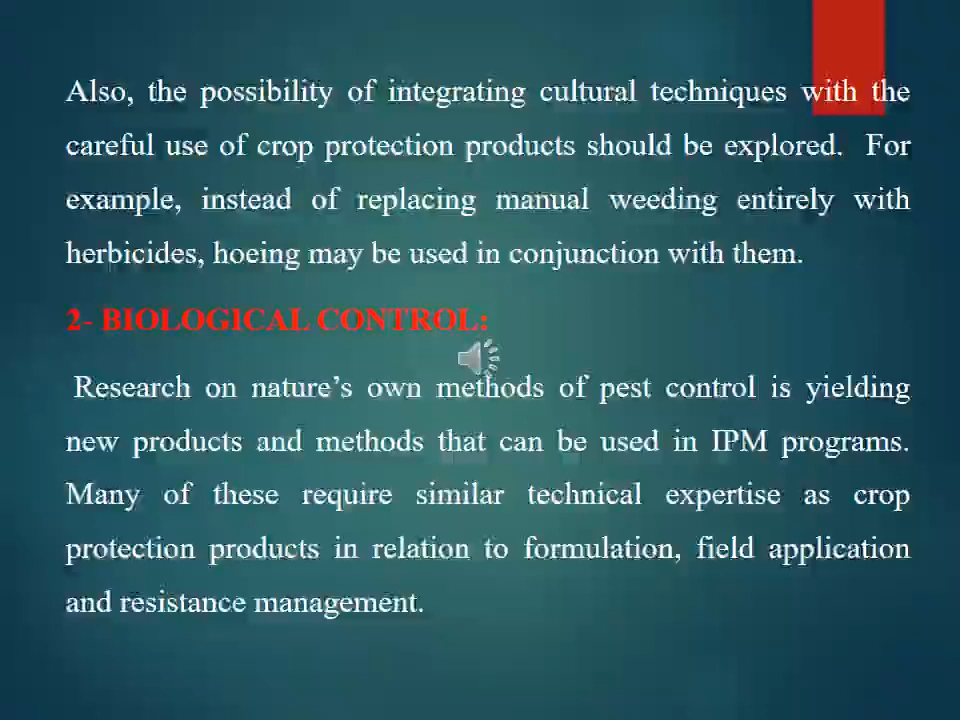 Also, the possibility of integrating cultural techniques with the
careful use of crop protection products should be explored. For
example, instead of replacing manual weeding entirely with
herbicides, hoeing may be used in conjunction with them.
2- BIOLOGICAL CONTROL:
Research on nature’s own methods of pest control is yielding
new products and methods that can be used in IPM programs.
Many of these require similar technical expertise as crop
protection products in relation to formulation, field application
and resistance management.